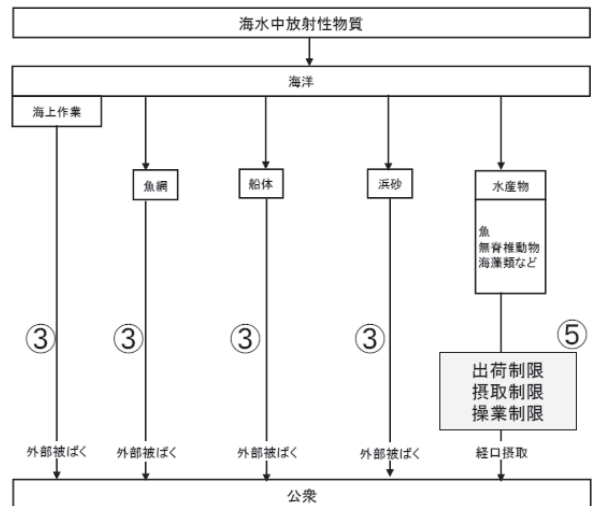 海水中放射性物質
海洋
海上作業
魚網
船体
浜砂
水産物
魚
無脊椎動物
海藻類など
③
③
③
③
⑤
出荷制限
摂取制限
操業制限
外部被ばく
外部被ばく
外部被ばく
外部被ばく
経口摂取
公衆